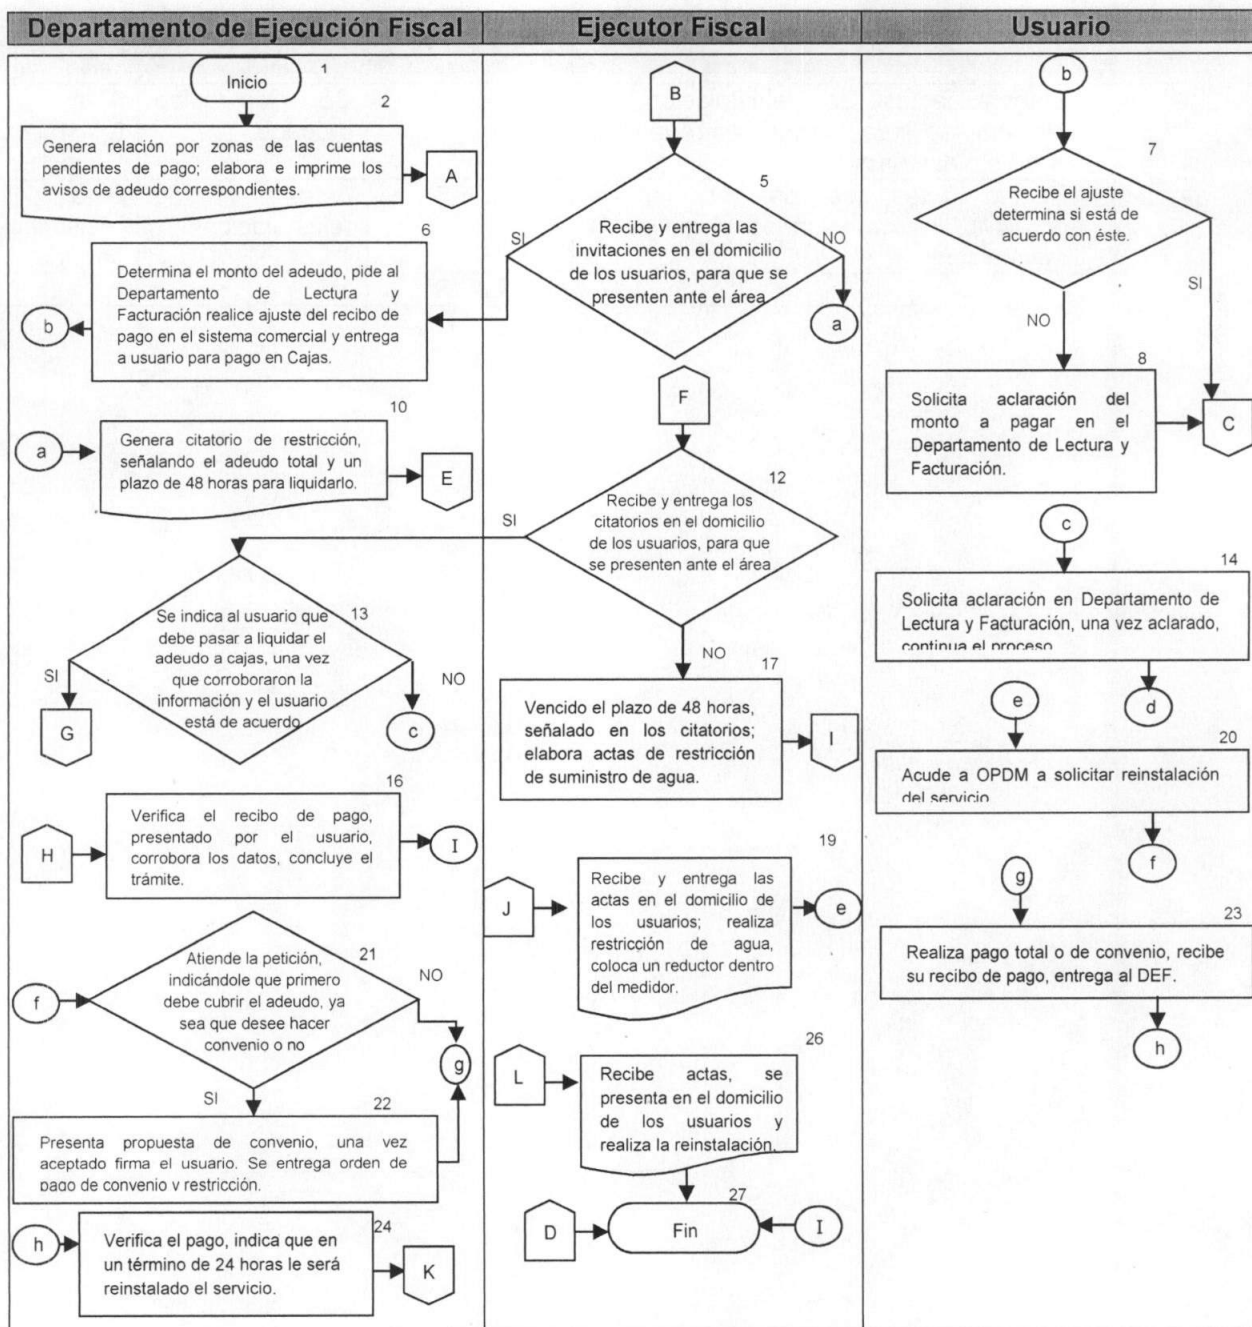 Departamento de Ejecución Fiscal
Ejecutor Fiscal
Usuario
Inicio
1
2
Genera relación por zonas de las cuentas
pendientes de pago; elabora e imprime los
avisos de adeudo correspondientes.
A
6
Determina el monto del adeudo, pide al
Departamento de Lectura y
Facturación realice ajuste del recibo de
pago en el sistema comercial y entrega
a usuario para pago en Cajas.
b
10
a
Genera citatorio de restricción,
señalando el adeudo total y un
plazo de 48 horas para liquidarlo.
E
13
Se indica al usuario que
debe pasar a liquidar el
adeudo a cajas, una vez
que corroboraron la
información y el usuario
está de acuerdo
SI
NO
G
c
16
H
Verifica el recibo de pago,
presentado por el usuario,
corrobora los datos, concluye el
trámite.
I
21
f
Atiende la petición,
indicándole que primero
debe cubrir el adeudo, ya
sea que desee hacer
convenio o no
NO
g
SI
22
Presenta propuesta de convenio, una vez
aceptado firma el usuario. Se entrega orden de
pago de convenio y restricción.
h
24
Verifica el pago, indica que en
un término de 24 horas le será
reinstalado el servicio.
K
B
5
Recibe y entrega las
invitaciones en el domicilio
de los usuarios, para que se
presenten ante el área
SI
NO
a
F
12
Recibe y entrega los
citatorios en el domicilio
de los usuarios, para que
se presenten ante el área
SI
NO
17
Vencido el plazo de 48 horas,
señalado en los citatorios;
elabora actas de restricción
de suministro de agua.
I
19
J
Recibe y entrega las
actas en el domicilio de
los usuarios; realiza
restricción de agua,
coloca un reductor dentro
del medidor.
e
26
L
Recibe actas, se
presenta en el domicilio
de los usuarios y
realiza la reinstalación.
27
D
Fin
I
b
7
Recibe el ajuste
determina si está de
acuerdo con éste.
SI
NO
8
Solicita aclaración del
monto a pagar en el
Departamento de Lectura y
Facturación.
C
c
14
Solicita aclaración en Departamento de
Lectura y Facturación, una vez aclarado,
continua el proceso
e
d
20
Acude a OPDM a solicitar reinstalación
del servicio
f
g
23
Realiza pago total o de convenio, recibe
su recibo de pago, entrega al DEF.
h